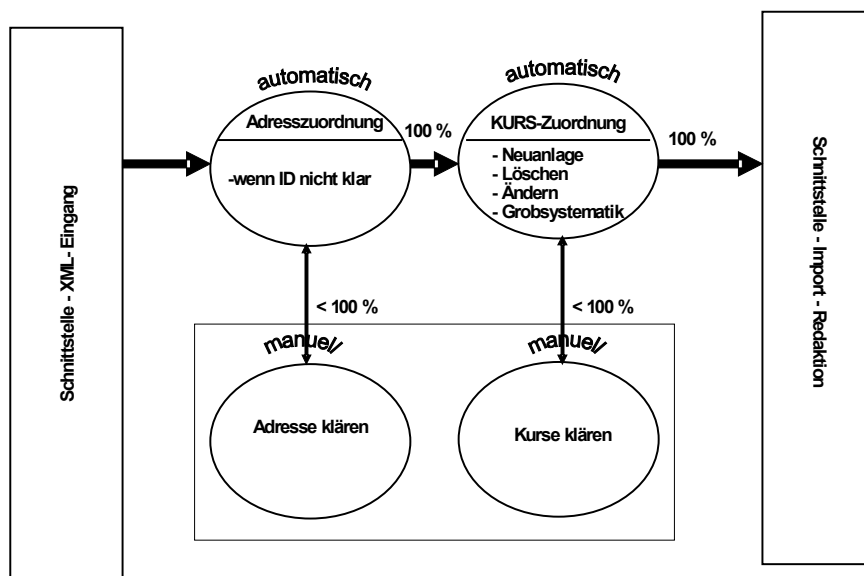 Schnittstelle - XML- Eingang
automatisch
Adresszuordnung
-wenn ID nicht klar
100 %
automatisch
KURS-Zuordnung
- Neuanlage
- Löschen
- Ändern
- Grobsystematik
100 %
< 100 %
< 100 %
manuell
Adresse klären
manuell
Kurse klären
Schnittstelle - Import - Redaktion